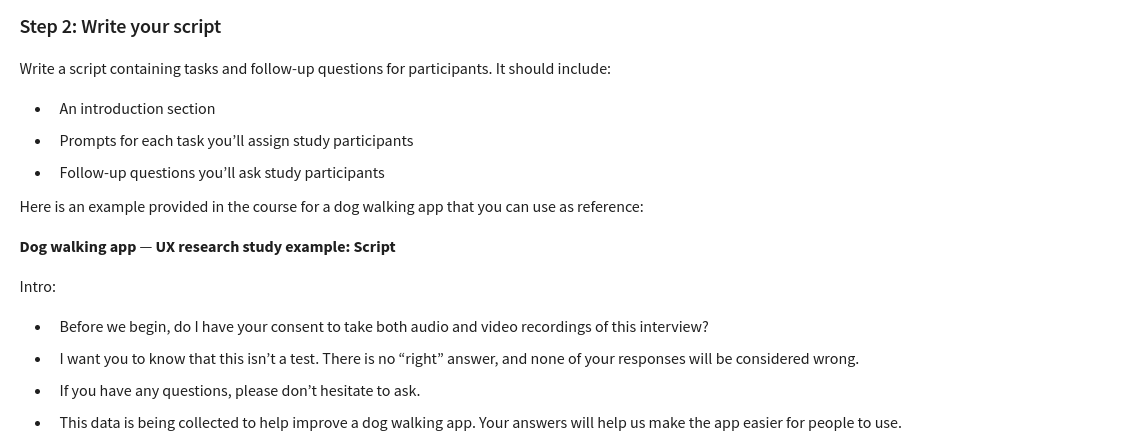 Step 2: Write your script
Write a script containing tasks and follow-up questions for participants. It should include:
• An introduction section
• Prompts for each task you’ll assign study participants
• Follow-up questions you’ll ask study participants
Here is an example provided in the course for a dog walking app that you can use as reference:
Dog walking app — UX research study example: Script
Intro:
• Before we begin, do I have your consent to take both audio and video recordings of this interview?
• I want you to know that this isn’t a test. There is no “right” answer, and none of your responses will be considered wrong.
• If you have any questions, please don’t hesitate to ask.
• This data is being collected to help improve a dog walking app. Your answers will help us make the app easier for people to use.